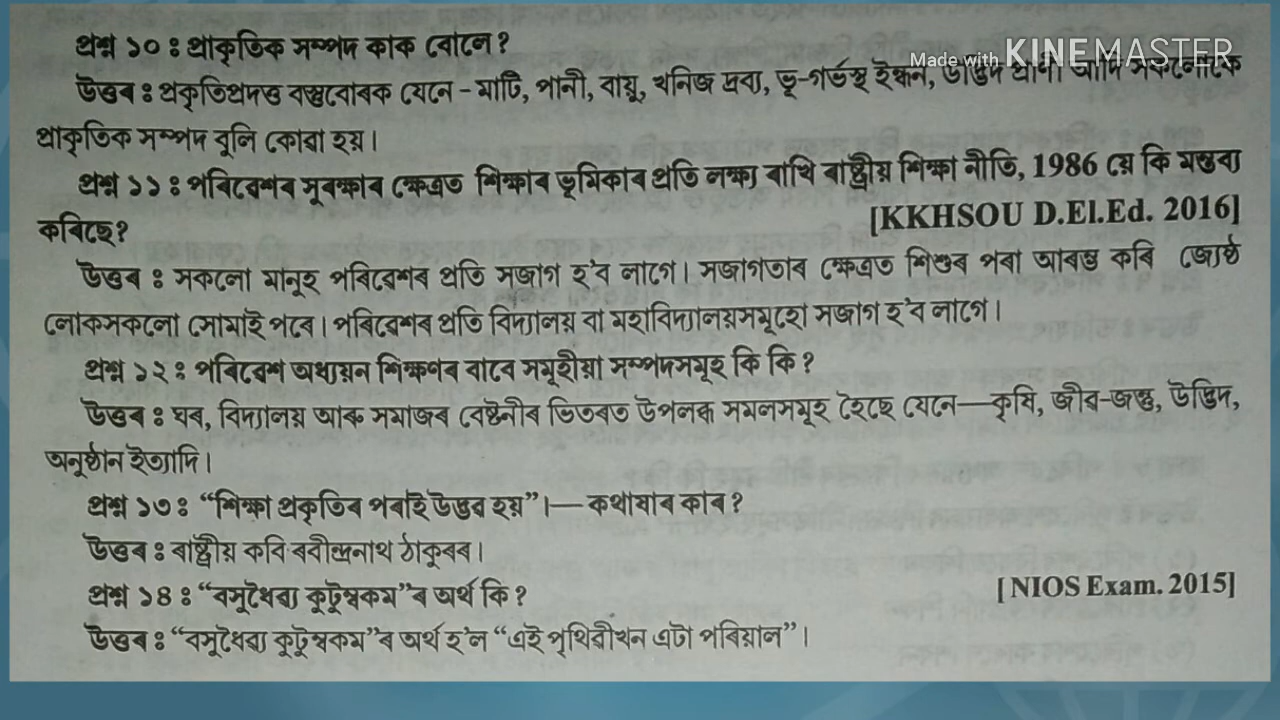 প্ৰশ্ন ১০ : প্ৰাকৃতিক সম্পদ কাক বোলে?
Made with KINEMASTER
উত্তৰ : প্ৰকৃতিপ্ৰদত্ত বস্তুবোৰক যেনে - মাটি, পানী, বায়ু, খনিজ দ্ৰব্য, ভূ-গৰ্ভস্থ ইন্ধন, উদ্ভিদ প্ৰাণী আদি সকলোকে
প্ৰাকৃতিক সম্পদ বুলি কোৱা হয়।
প্ৰশ্ন ১১ : পৰিৱেশৰ সুৰক্ষাৰ ক্ষেত্ৰত শিক্ষাৰ ভূমিকাৰ প্ৰতি লক্ষ্য ৰাখি ৰাষ্ট্ৰীয় শিক্ষা নীতি, 1986 য়ে কি মন্তব্য
কৰিছে? [KKHSOU D.El.Ed. 2016]
উত্তৰ : সকলো মানুহ পৰিৱেশৰ প্ৰতি সজাগ হ'ব লাগে। সজাগতাৰ ক্ষেত্ৰত শিশুৰ পৰা আৰম্ভ কৰি জ্যেষ্ঠ
লোকসকলো সোমাই পৰে। পৰিৱেশৰ প্ৰতি বিদ্যালয় বা মহাবিদ্যালয়সমূহো সজাগ হ'ব লাগে।
প্ৰশ্ন ১২ : পৰিৱেশ অধ্যয়ন শিক্ষণৰ বাবে সমূহীয়া সম্পদসমূহ কি কি?
উত্তৰ : ঘৰ, বিদ্যালয় আৰু সমাজৰ বেষ্টনীৰ ভিতৰত উপলব্ধ সমলসমূহ হৈছে যেনে—কৃষি, জীৱ-জন্তু, উদ্ভিদ,
অনুষ্ঠান ইত্যাদি।
প্ৰশ্ন ১৩ : “শিক্ষা প্ৰকৃতিৰ পৰাই উদ্ভৱ হয়”।— কথাষাৰ কাৰ?
উত্তৰ : ৰাষ্ট্ৰীয় কবি ৰবীন্দ্ৰনাথ ঠাকুৰৰ।
প্ৰশ্ন ১৪ : “বসুধৈৱ্য কুটুম্বকম”ৰ অৰ্থ কি? [NIOS Exam. 2015]
উত্তৰ : “বসুধৈৱ্য কুটুম্বকম”ৰ অৰ্থ হ'ল “এই পৃথিৱীখন এটা পৰিয়াল”।